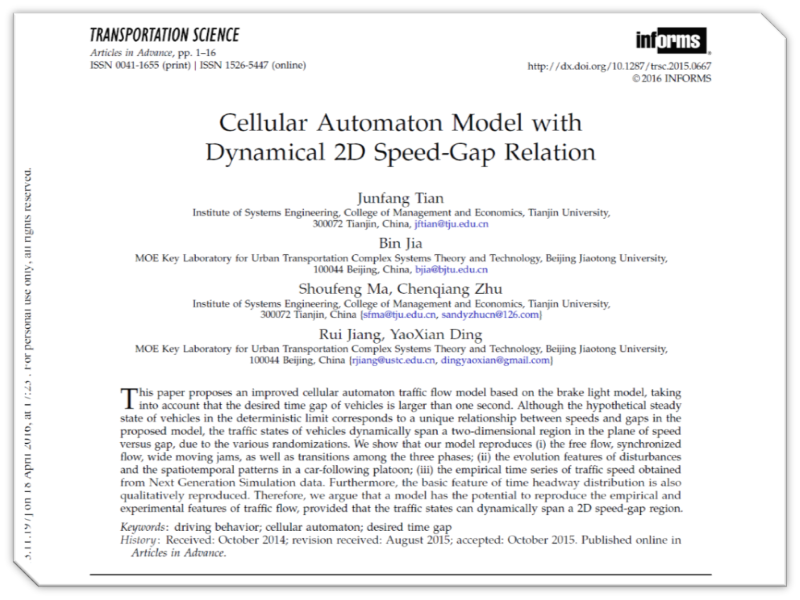 TRANSPORTATION SCIENCE
Articles in Advance, pp. 1–16
ISSN 0041-1655 (print) | ISSN 1526-5447 (online)
informs
http://dx.doi.org/10.1287/trsc.2015.0667
© 2016 INFORMS
Cellular Automaton Model with
Dynamical 2D Speed-Gap Relation
Junfang Tian
Institute of Systems Engineering, College of Management and Economics, Tianjin University,
300072 Tianjin, China, jftian@tju.edu.cn
Bin Jia
MOE Key Laboratory for Urban Transportation Complex Systems Theory and Technology, Beijing Jiaotong University,
100044 Beijing, China, bjia@bjtu.edu.cn
Shoufeng Ma, Chenqiang Zhu
Institute of Systems Engineering, College of Management and Economics, Tianjin University,
300072 Tianjin, China {sfma@tju.edu.cn, sandyzhucn@126.com}
Rui Jiang, YaoXian Ding
MOE Key Laboratory for Urban Transportation Complex Systems Theory and Technology, Beijing Jiaotong University,
100044 Beijing, China {rjiang@ustc.edu.cn, dingyaoxian@gmail.com}
This paper proposes an improved cellular automaton traffic flow model based on the brake light model, taking
into account that the desired time gap of vehicles is larger than one second. Although the hypothetical steady
state of vehicles in the deterministic limit corresponds to a unique relationship between speeds and gaps in the
proposed model, the traffic states of vehicles dynamically span a two-dimensional region in the plane of speed
versus gap, due to the various randomizations. We show that our model reproduces (i) the free flow, synchronized
flow, wide moving jams, as well as transitions among the three phases; (ii) the evolution features of disturbances
and the spatiotemporal patterns in a car-following platoon; (iii) the empirical time series of traffic speed obtained
from Next Generation Simulation data. Furthermore, the basic feature of time headway distribution is also
qualitatively reproduced. Therefore, we argue that a model has the potential to reproduce the empirical and
experimental features of traffic flow, provided that the traffic states can dynamically span a 2D speed-gap region.
Keywords: driving behavior; cellular automaton; desired time gap
History: Received: October 2014; revision received: August 2015; accepted: October 2015. Published online in
Articles in Advance.
on 18 April 2016, at 17:23 . For personal use only, all rights reserved.